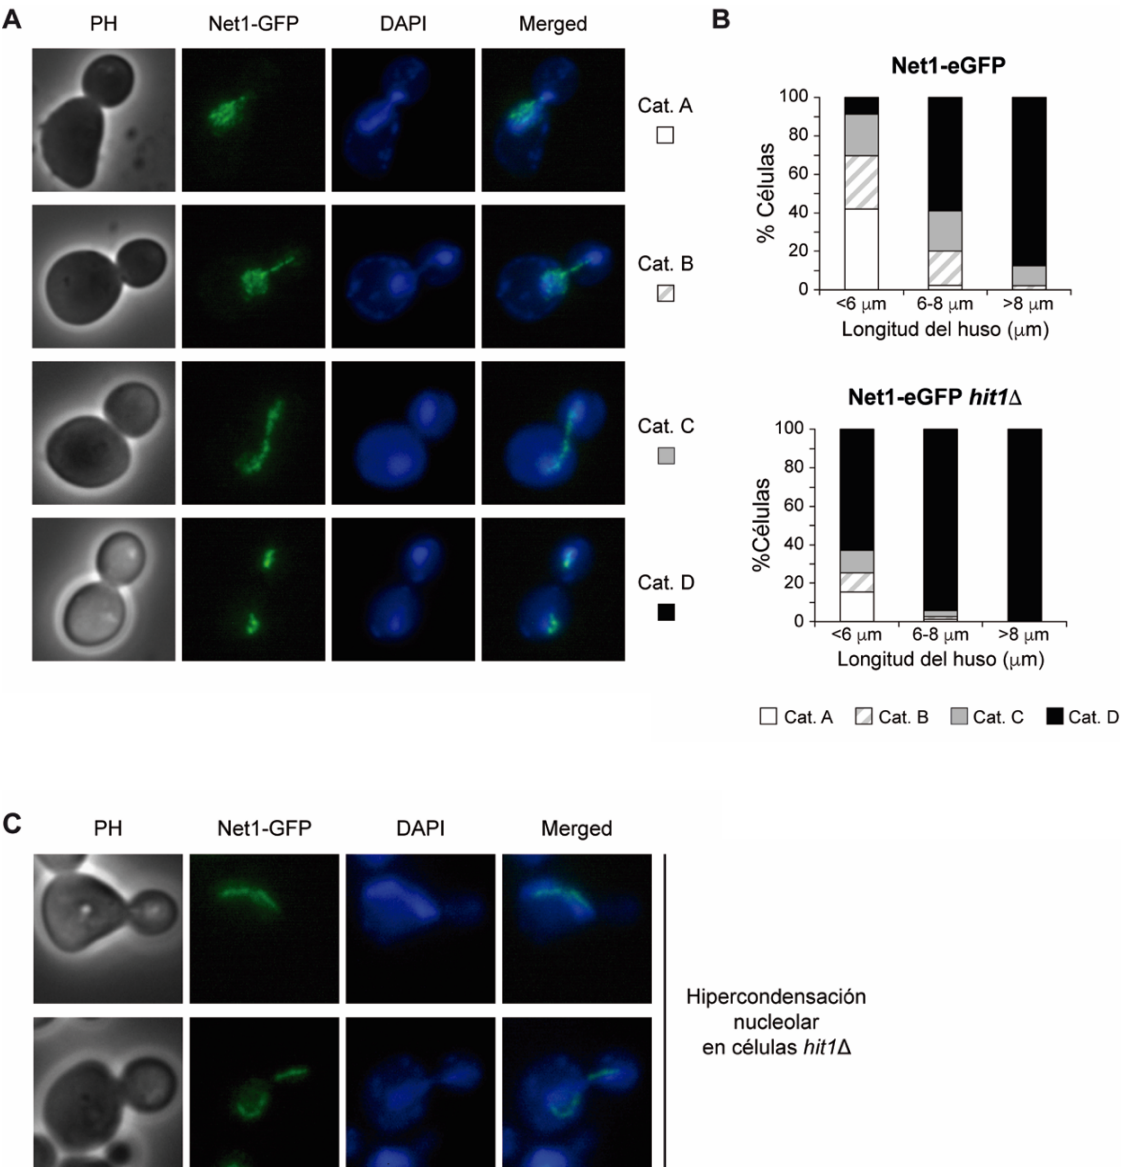 A
PH Net1-GFP DAPI Merged
Cat. A
Cat. B
Cat. C
Cat. D
B
Net1-eGFP
% Células
100
80
60
40
20
0
<6 μm 6-8 μm >8 μm
Longitud del huso (μm)
Net1-eGFP hit1Δ
%Células
100
80
60
40
20
0
<6 μm 6-8 μm >8 μm
Longitud del huso (μm)
Cat. A Cat. B Cat. C Cat. D
C
PH Net1-GFP DAPI Merged
Hipercondensación
nucleolar
en células hit1Δ